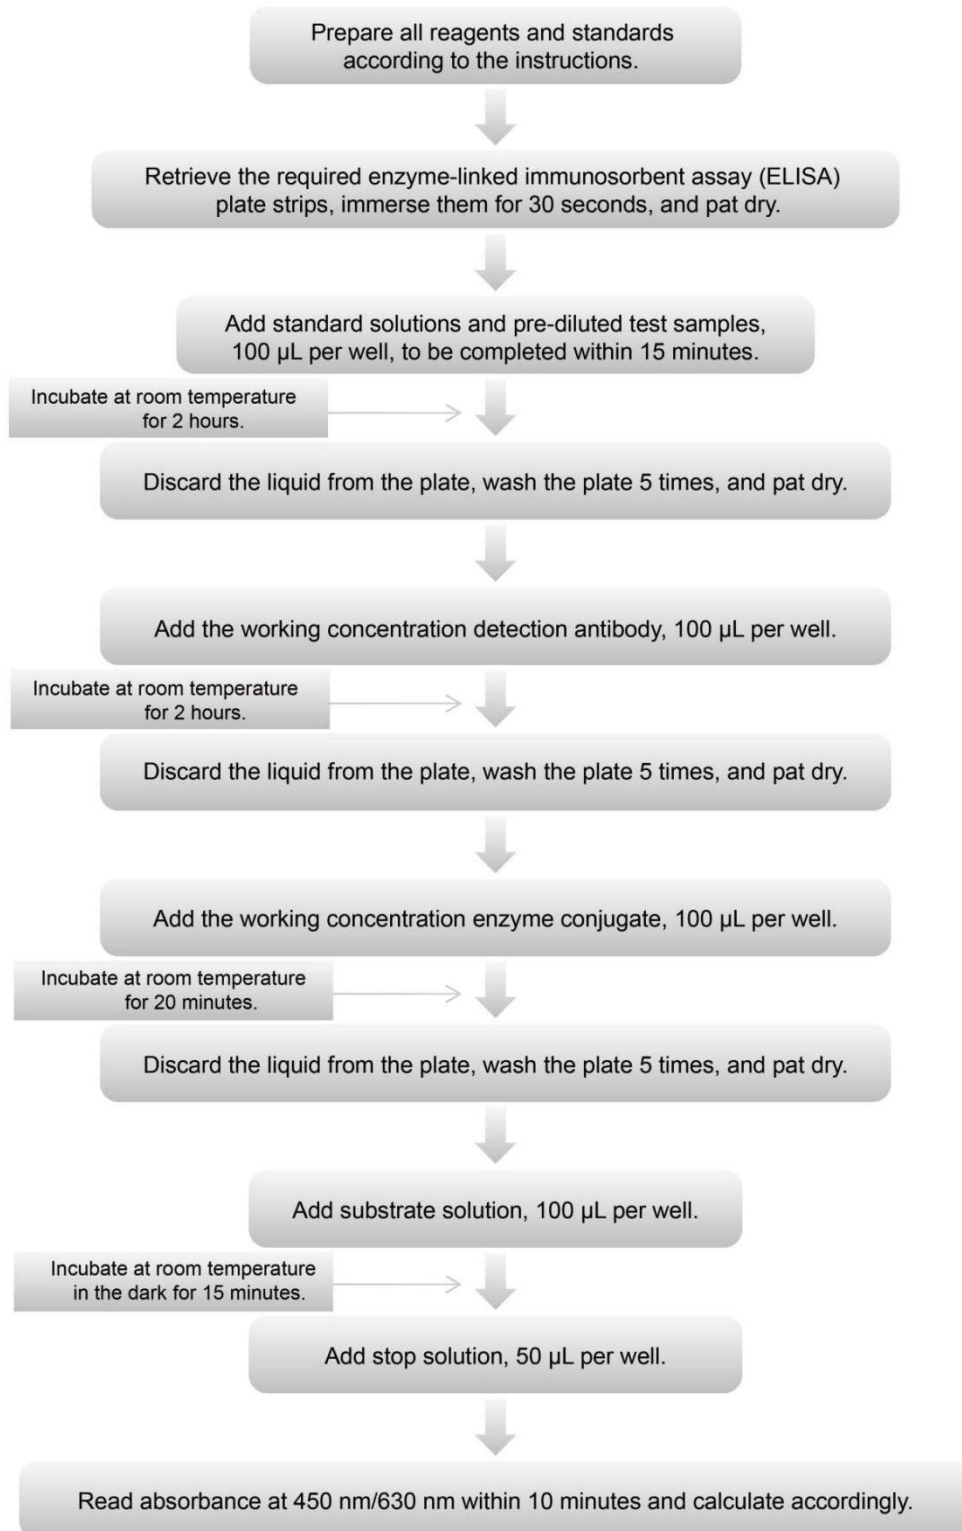 Prepare all reagents and standards
according to the instructions.
Retrieve the required enzyme-linked immunosorbent assay (ELISA)
plate strips, immerse them for 30 seconds, and pat dry.
Add standard solutions and pre-diluted test samples,
100 µL per well, to be completed within 15 minutes.
Incubate at room temperature
for 2 hours.
Discard the liquid from the plate, wash the plate 5 times, and pat dry.
Add the working concentration detection antibody, 100 µL per well.
Incubate at room temperature
for 2 hours.
Discard the liquid from the plate, wash the plate 5 times, and pat dry.
Add the working concentration enzyme conjugate, 100 µL per well.
Incubate at room temperature
for 20 minutes.
Discard the liquid from the plate, wash the plate 5 times, and pat dry.
Add substrate solution, 100 µL per well.
Incubate at room temperature
in the dark for 15 minutes.
Add stop solution, 50 µL per well.
Read absorbance at 450 nm/630 nm within 10 minutes and calculate accordingly.